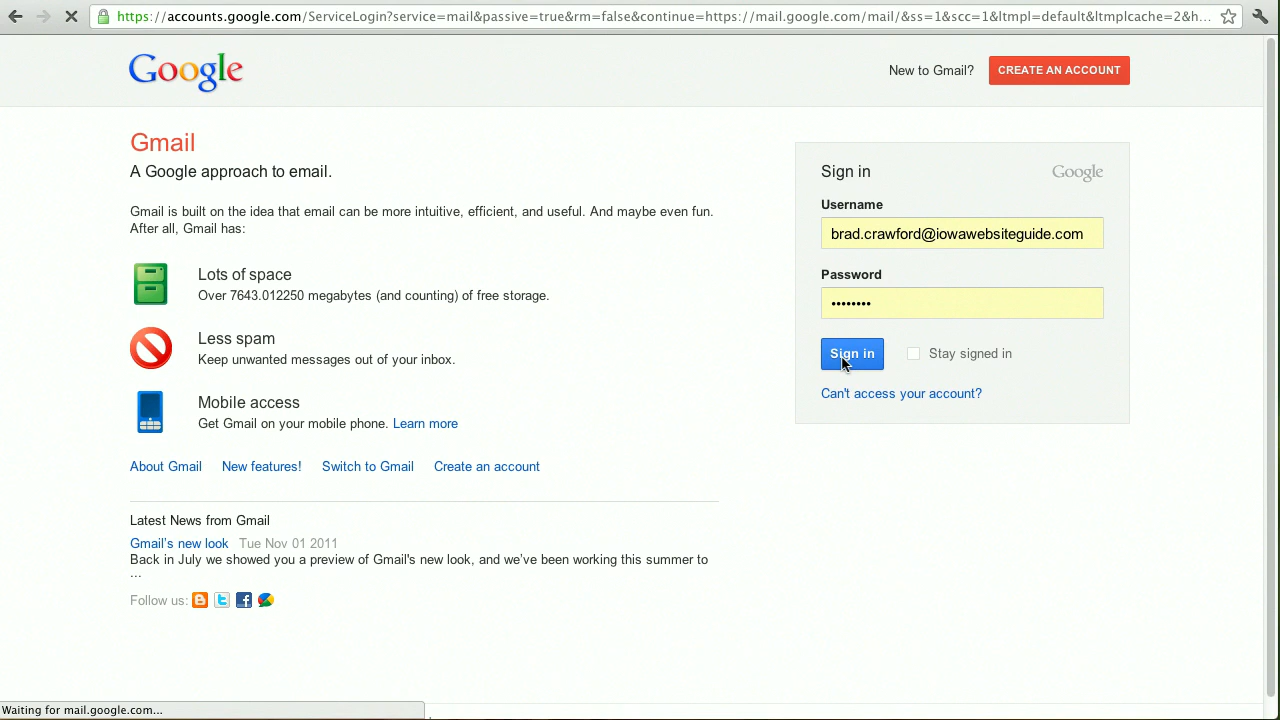 https://accounts.google.com/ServiceLogin?service=mail&passive=true&rm=false&continue=https://mail.google.com/mail/&ss=1&scc=1&ltmpl=default&ltmplcache=2&h...
Google
New to Gmail?
CREATE AN ACCOUNT
Gmail
A Google approach to email.
Gmail is built on the idea that email can be more intuitive, efficient, and useful. And maybe even fun.
After all, Gmail has:
Lots of space
Over 7643.012250 megabytes (and counting) of free storage.
Less spam
Keep unwanted messages out of your inbox.
Mobile access
Get Gmail on your mobile phone. Learn more
About Gmail New features! Switch to Gmail Create an account
Latest News from Gmail
Gmail's new look Tue Nov 01 2011
Back in July we showed you a preview of Gmail's new look, and we've been working this summer to
...
Follow us:
Sign in Google
Username
brad.crawford@iowawebsiteguide.com
Password
••••••••
Sign in Stay signed in
Can't access your account?
Waiting for mail.google.com...